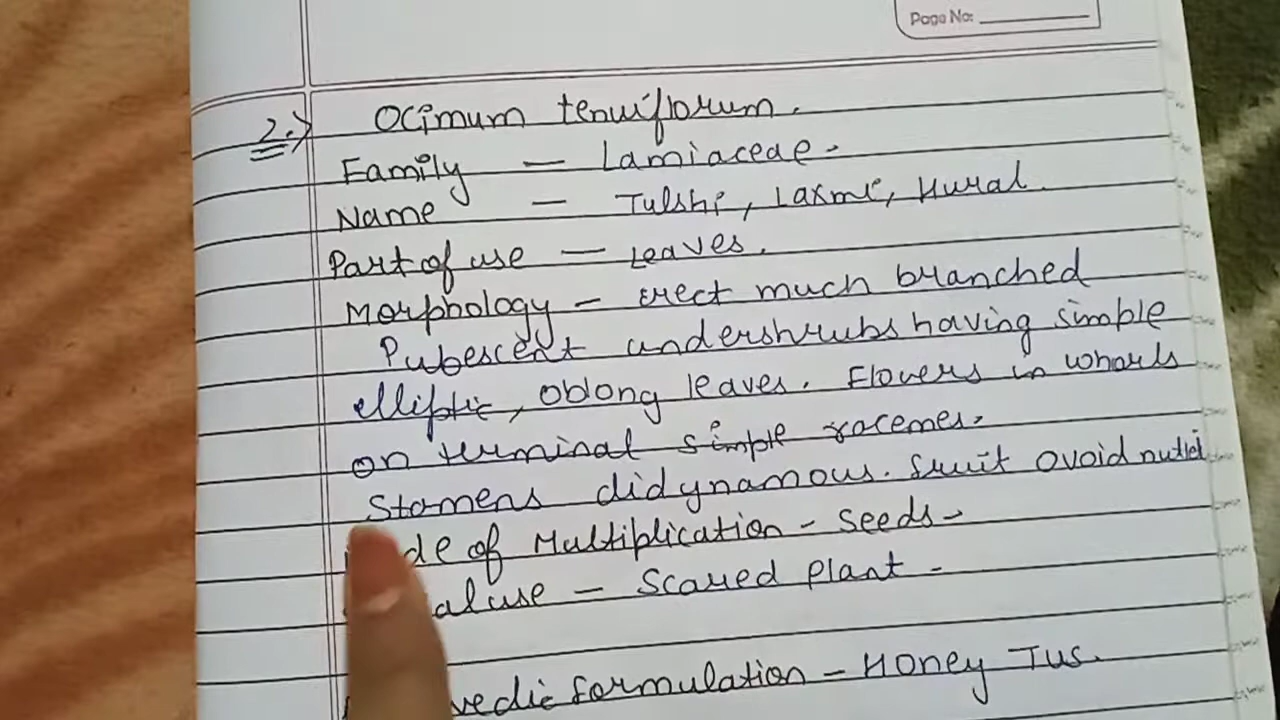 Page No:
2.) Ocimum tenuiflorum.
Family — Lamiaceae.
Name — Tulshi, Laxmi, Kural.
Part of use — Leaves.
Morphology — Erect much branched
Pubescent undershrubs having simple
elliptic, oblong leaves. Flowers in whorls
on terminal simple racemes.
Stamens didynamous. Fruit ovoid nutlet
de of Multiplication - Seeds-
al use — Scared plant -
vedic formulation - Honey Tus.